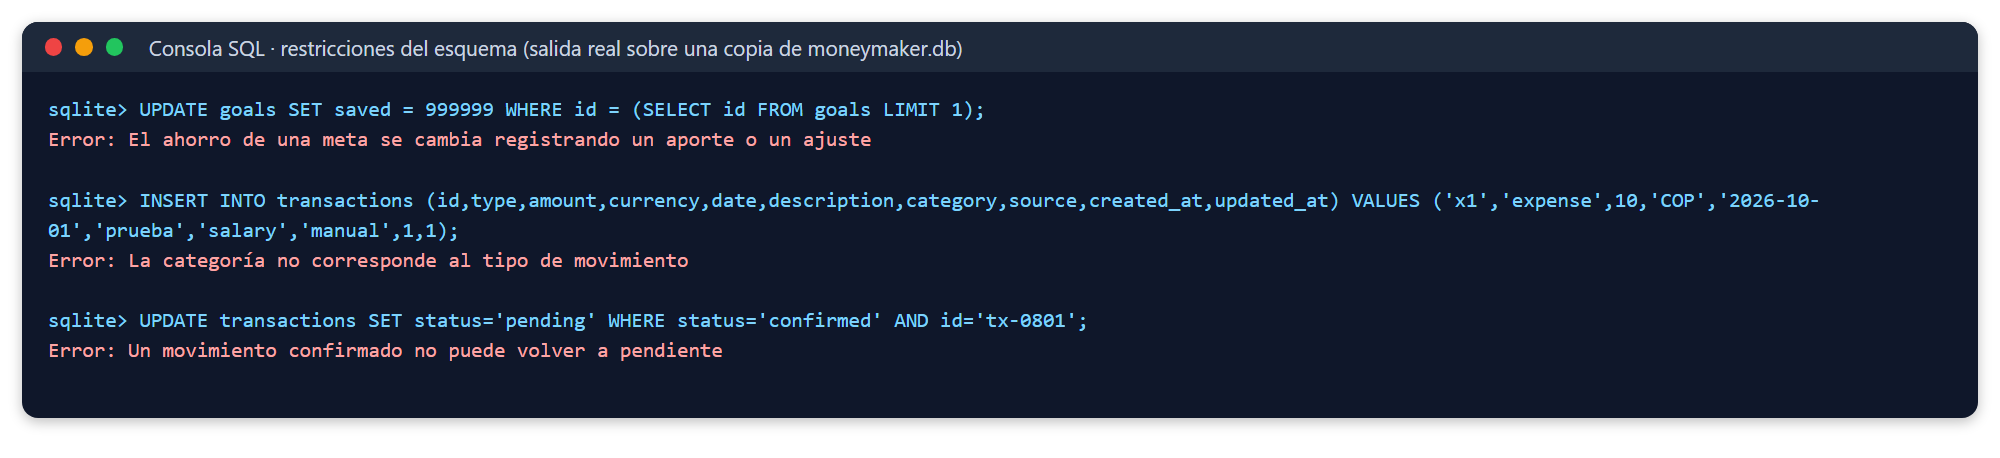 Consola SQL · restricciones del esquema (salida real sobre una copia de moneymaker.db)
sqlite> UPDATE goals SET saved = 999999 WHERE id = (SELECT id FROM goals LIMIT 1);
Error: El ahorro de una meta se cambia registrando un aporte o un ajuste
sqlite> INSERT INTO transactions (id,type,amount,currency,date,description,category,source,created_at,updated_at) VALUES ('x1','expense',10,'COP','2026-10-
01','prueba','salary','manual',1,1);
Error: La categoría no corresponde al tipo de movimiento
sqlite> UPDATE transactions SET status='pending' WHERE status='confirmed' AND id='tx-0801';
Error: Un movimiento confirmado no puede volver a pendiente